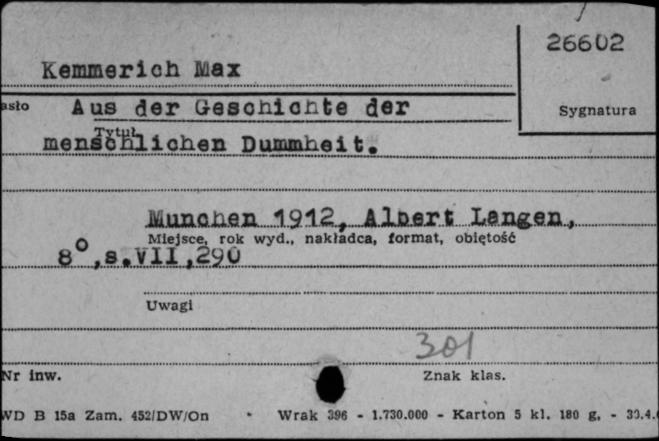 26602
Kemmerich Max
asło Aus der Geschichte der
Sygnatura
Tytuł
menschlichen Dummheit.
Munchen 1912, Albert Langen,
Miejsce, rok wyd., nakładca, format, obiętość
8°,s.VII,290
Uwagi
301
Nr inw. Znak klas.
WD B 15a Zam. 452/DW/On • Wrak 396 - 1.730.000 - Karton 5 kl. 180 g. - 30.4.